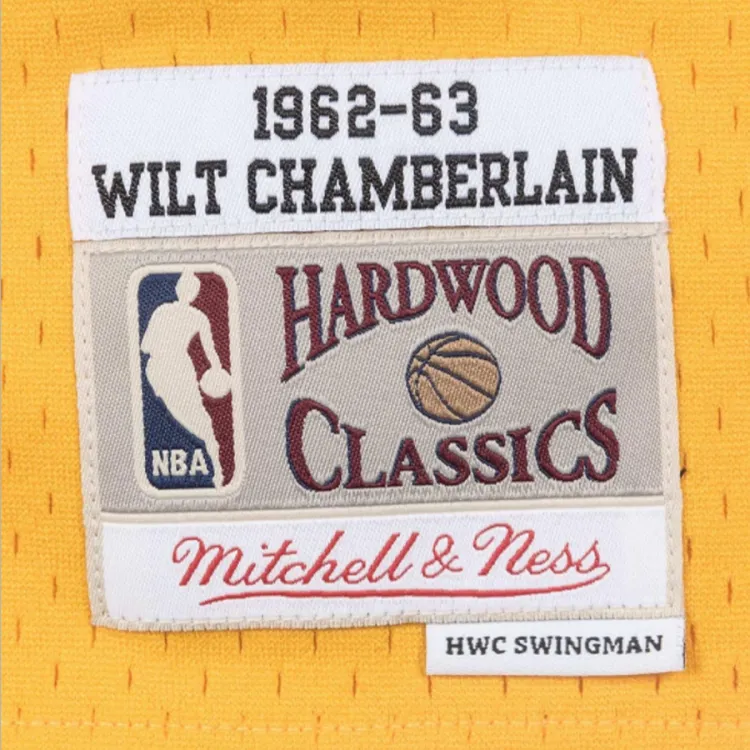 1962-63
WILT CHAMBERLAIN
HARDWOOD
CLASSICS
NBA
Mitchell & Ness
HWC SWINGMAN